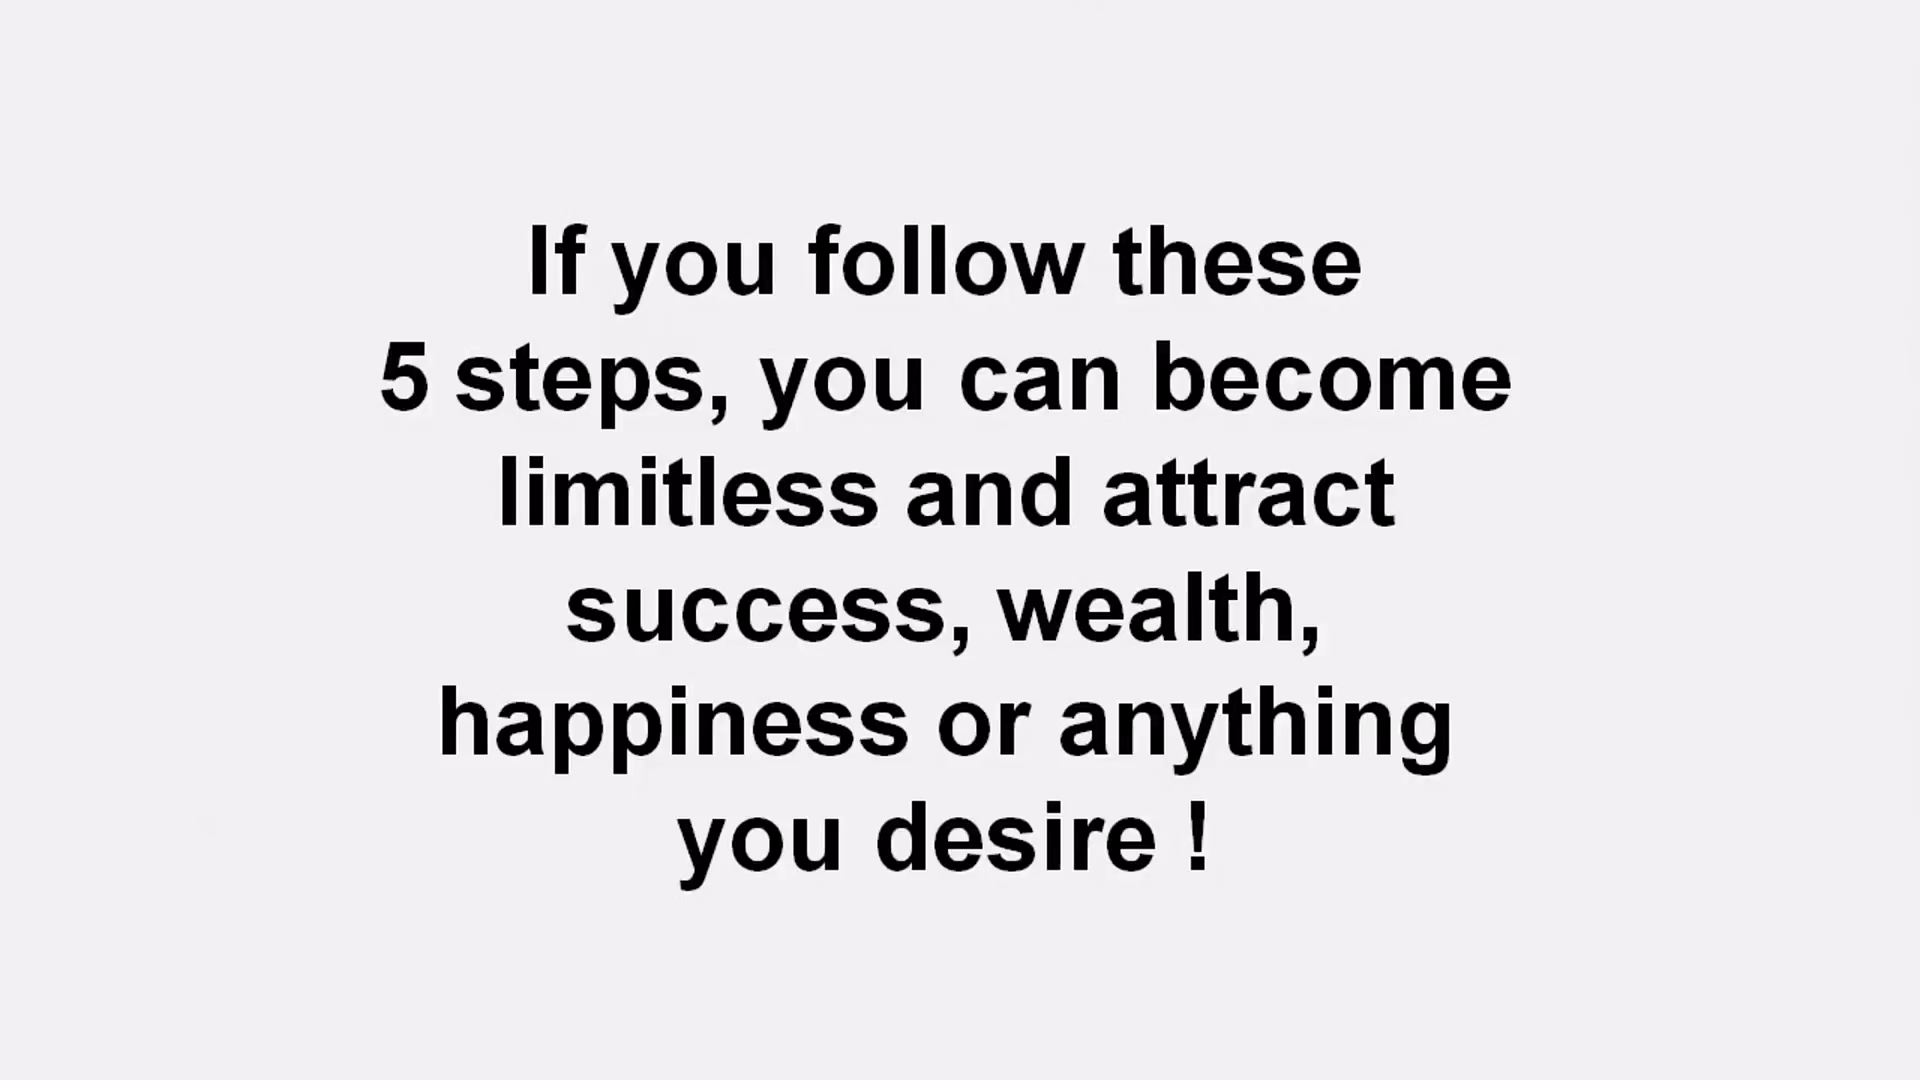 If you follow these
5 steps, you can become
limitless and attract
success, wealth,
happiness or anything
you desire !